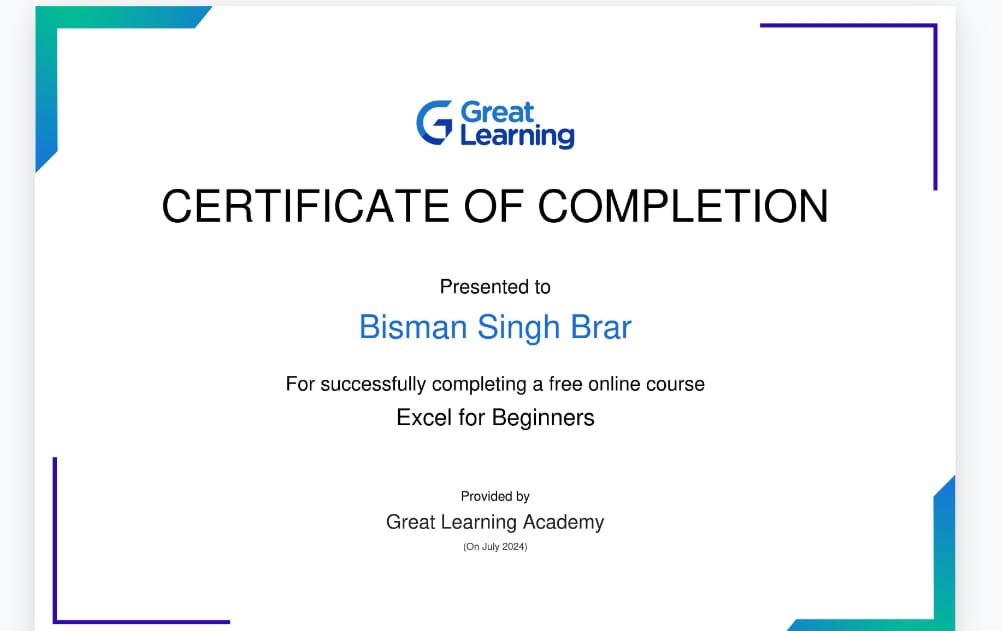 Great
Learning
CERTIFICATE OF COMPLETION
Presented to
Bisman Singh Brar
For successfully completing a free online course
Excel for Beginners
Provided by
Great Learning Academy
(On July 2024)